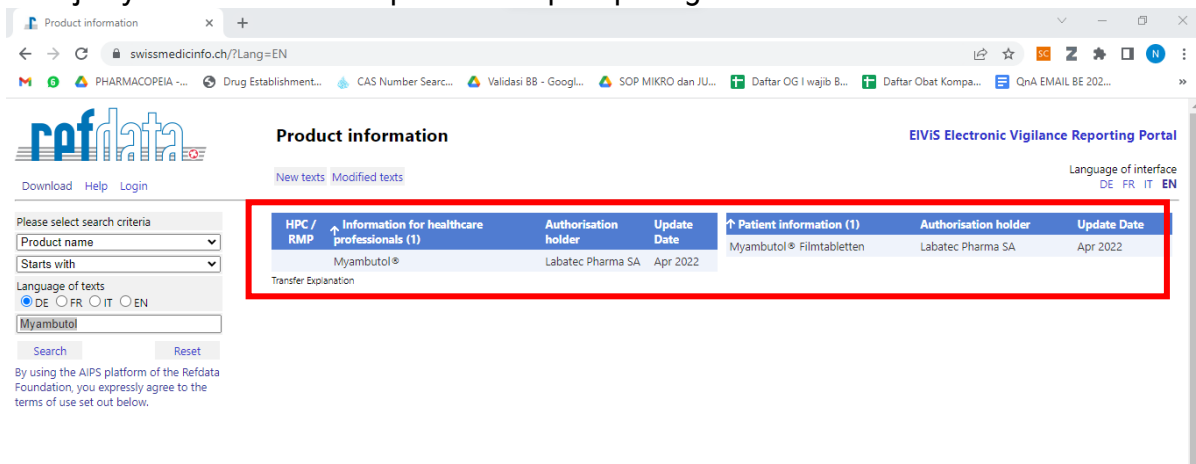 Product information
swissmedicinfo.ch/?Lang=EN
SC
Z
N
M
6
PHARMACOPEIA -...
Drug Establishment...
CAS Number Searc...
Validasi BB - Googl...
SOP MIKRO dan JU...
Daftar OG I wajib B...
Daftar Obat Kompa...
QnA EMAIL BE 202...
»
refdata
Product information
ElViS Electronic Vigilance Reporting Portal
Download Help Login
New texts Modified texts
Language of interface
DE FR IT EN
Please select search criteria
Product name
Starts with
Language of texts
DE FR IT EN
Myambutol
Search Reset
By using the AIPS platform of the Refdata
Foundation, you expressly agree to the
terms of use set out below.
HPC / RMP ↑ Information for healthcare professionals (1) Authorisation holder Update Date
Myambutol® Labatec Pharma SA Apr 2022
Transfer Explanation
↑ Patient information (1) Authorisation holder Update Date
Myambutol® Filmtabletten Labatec Pharma SA Apr 2022